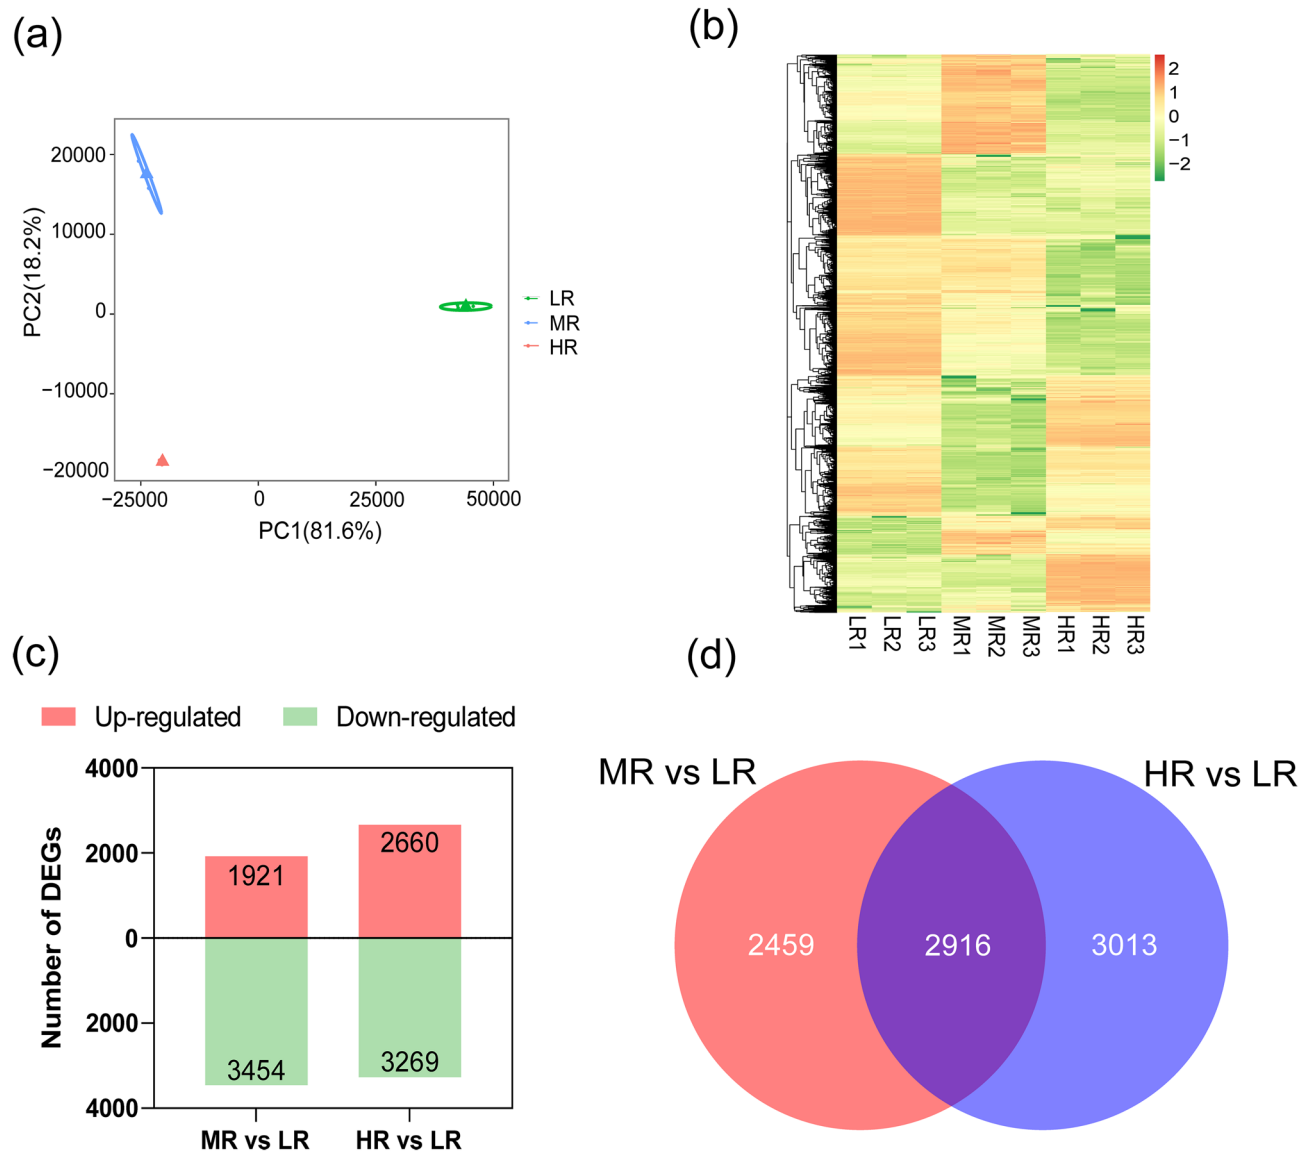 (a)
20000
10000
0
−10000
−20000
PC2(18.2%)
−25000
0
25000
50000
PC1(81.6%)
LR
MR
HR
(b)
2
1
0
−1
−2
LR1
LR2
LR3
MR1
MR2
MR3
HR1
HR2
HR3
(c)
Up-regulated
Down-regulated
Number of DEGs
4000
2000
0
2000
4000
1921
2660
3454
3269
MR vs LR
HR vs LR
(d)
MR vs LR
HR vs LR
2459
2916
3013